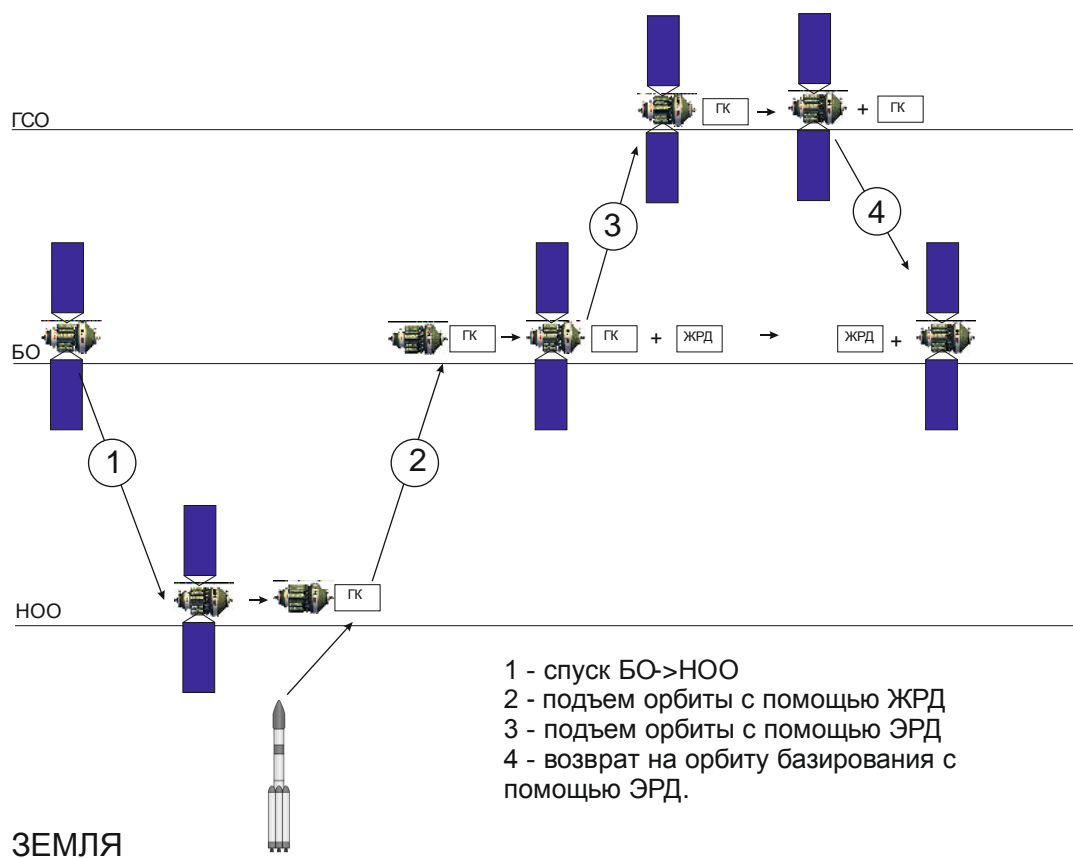 ГК
ГК
ГСО
3
4
ГК
ГК
ЖРД
ЖРД
+
+
+
БО
1
2
ГК
НОО
1 - спуск БО->НОО
2 - подъем орбиты с помощью ЖРД
3 - подъем орбиты с помощью ЭРД
4 - возврат на орбиту базирования с
помощью ЭРД.
ЗЕМЛЯ